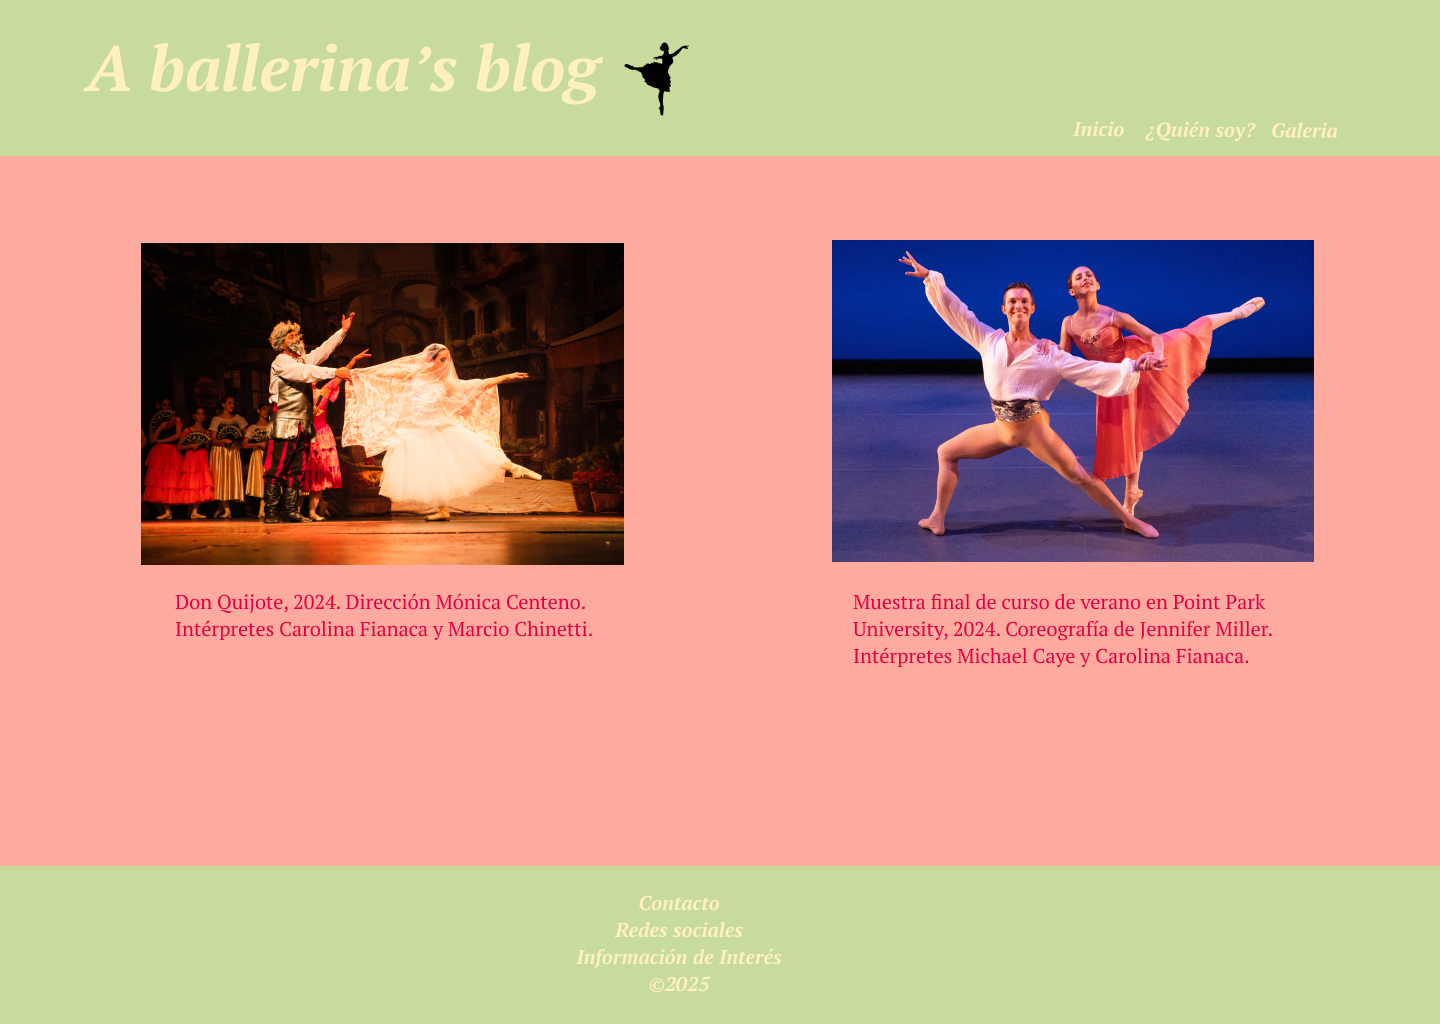 A ballerina’s blog
Inicio ¿Quién soy? Galeria
Don Quijote, 2024. Dirección Mónica Centeno.
Intérpretes Carolina Fianaca y Marcio Chinetti.
Muestra final de curso de verano en Point Park
University, 2024. Coreografía de Jennifer Miller.
Intérpretes Michael Caye y Carolina Fianaca.
Contacto
Redes sociales
Información de Interés
©2025